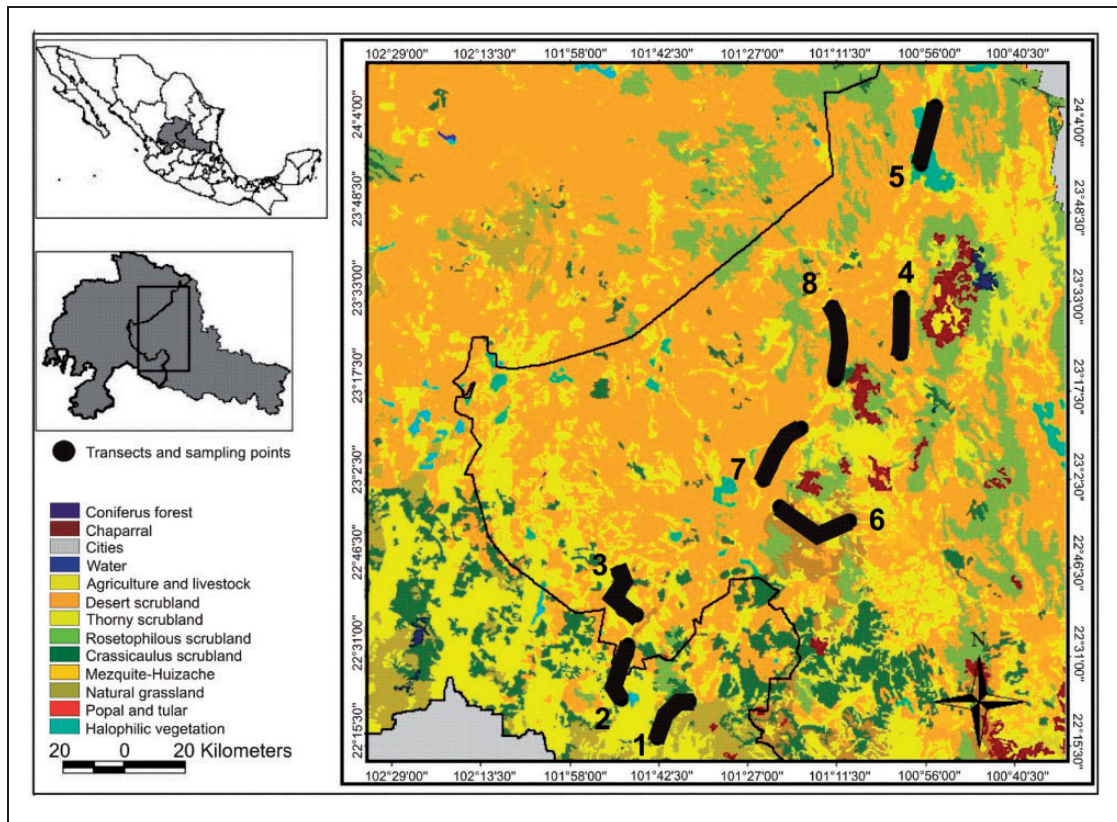 102°29'00" 102°13'30" 101°58'00" 101°42'30" 101°27'00" 101°11'30" 100°56'00" 100°40'30"
24°4'00"
23°48'30"
23°33'00"
23°17'30"
23°2'30"
22°46'30"
22°31'00"
22°15'30"
24°4'00"
23°48'30"
23°33'00"
23°17'30"
23°2'30"
22°46'30"
22°31'00"
22°15'30"
5
4
8
7
6
3
2
1
N
102°29'00" 102°13'30" 101°58'00" 101°42'30" 101°27'00" 101°11'30" 100°56'00" 100°40'30"
Transects and sampling points
Coniferus forest
Chaparral
Cities
Water
Agriculture and livestock
Desert scrubland
Thorny scrubland
Rosetophilous scrubland
Crassicaulus scrubland
Mezquite-Huizache
Natural grassland
Popal and tular
Halophilic vegetation
20 0 20 Kilometers